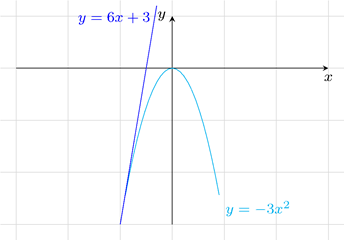 y = 6x + 3
y
x
y = −3x²